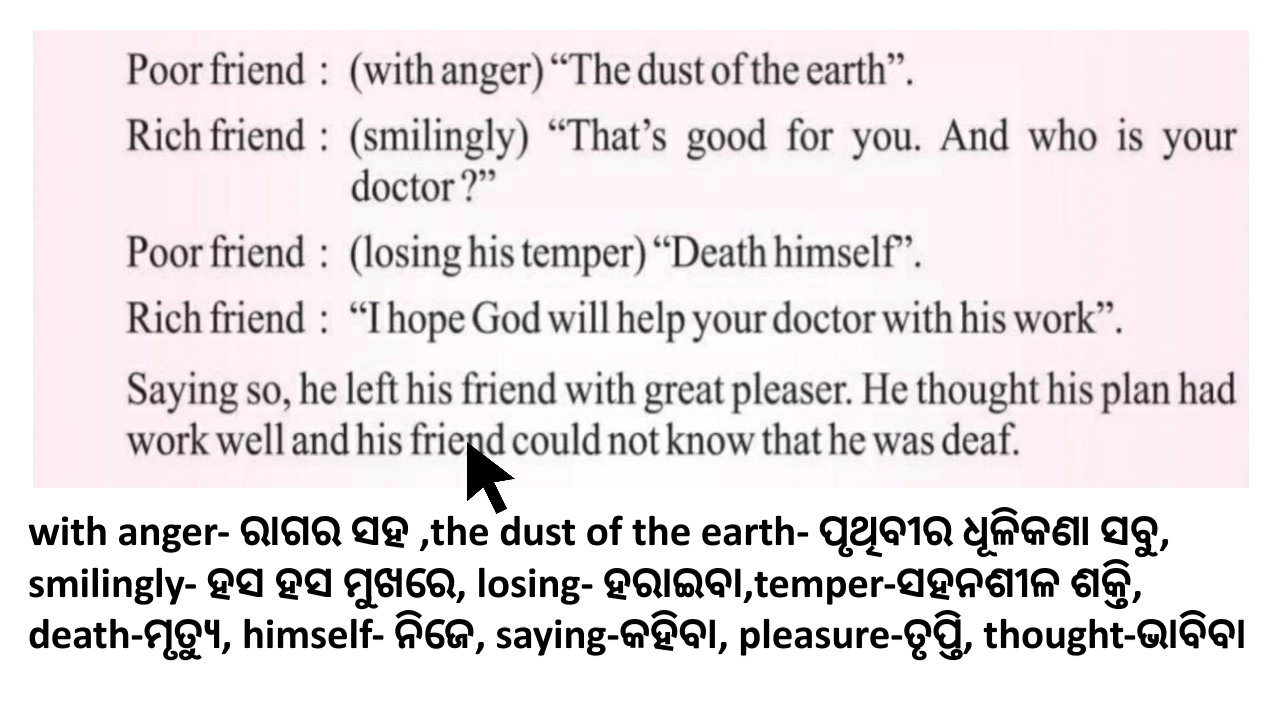 Poor friend : (with anger) “The dust of the earth”.
Rich friend : (smilingly) “That’s good for you. And who is your
doctor ?”
Poor friend : (losing his temper) “Death himself”.
Rich friend : “I hope God will help your doctor with his work”.
Saying so, he left his friend with great pleaser. He thought his plan had
work well and his friend could not know that he was deaf.
with anger- ରାଗର ସହ ,the dust of the earth- ପୃଥିବୀର ଧୂଳିକଣା ସବୁ,
smilingly- ହସ ହସ ମୁଖରେ, losing- ହରାଇବା,temper-ସହନଶୀଳ ଶକ୍ତି,
death-ମୃତ୍ୟୁ, himself- ନିଜେ, saying-କହିବା, pleasure-ତୃପ୍ତି, thought-ଭାବିବା